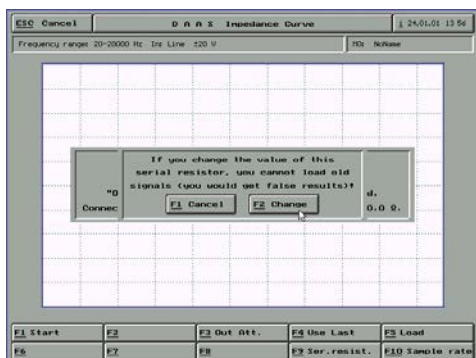 ESC Cancel
D A A S Impedance Curve
i 24.01.01 13:56
Frequency range: 20-20000 Hz. Ins Line ±20 V
M0: NoName
If you change the value of this
serial resistor, you cannot load old
signals (you would get false results)!
"O
d.
F1 Cancel
F2 Change
Connec
0.0 Ω.
F1 Start
F2
F3 Out Att.
F4 Use Last
F5 Load
F6
F7
F8
F9 Ser.resist.
F10 Sample rate